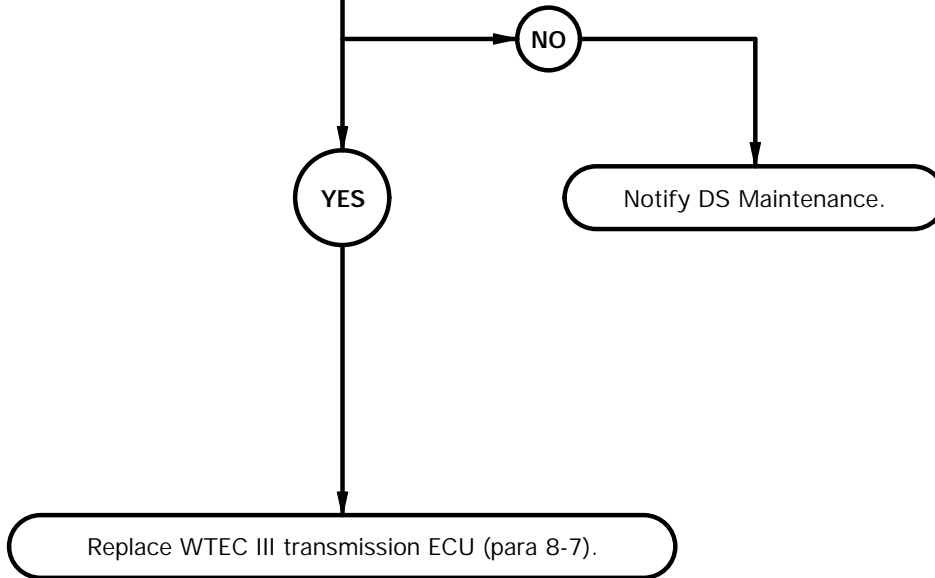 NO
YES
Notify DS Maintenance.
Replace WTEC III transmission ECU (para 8-7).